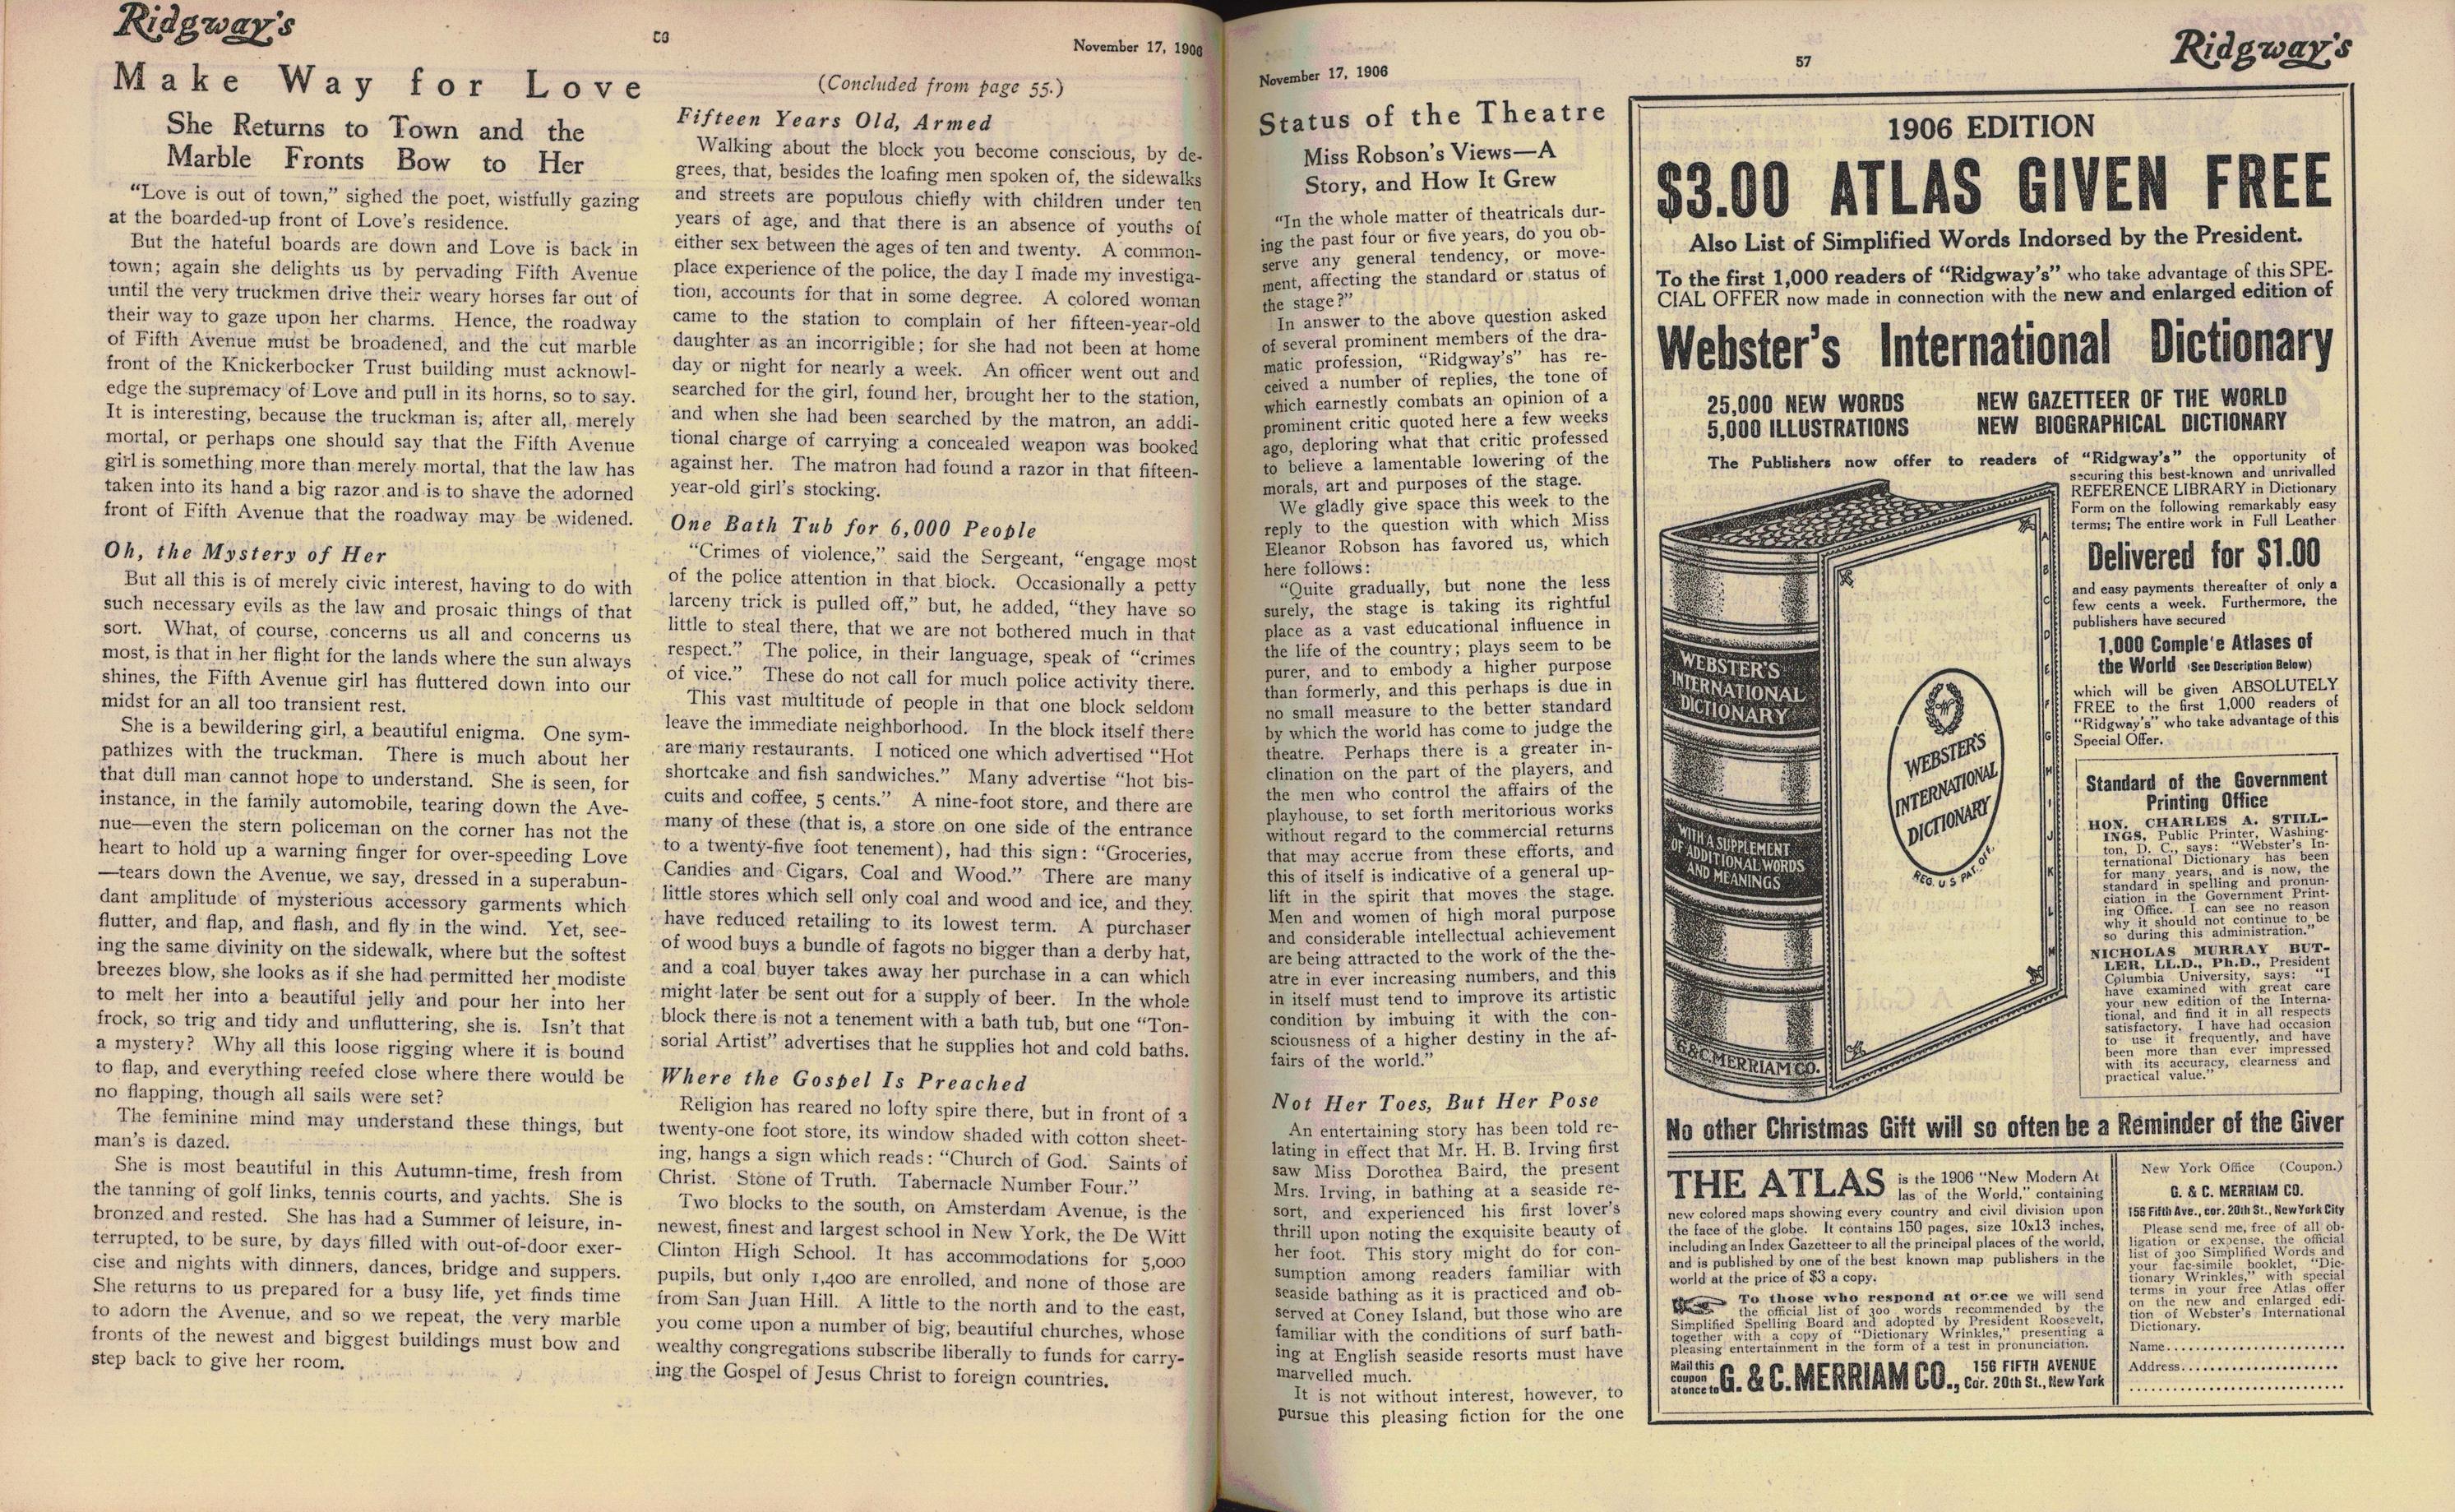 Ridgway's
November 17, 1906
Make Way for Love
She Returns to Town and the
Marble Fronts Bow to Her
"Love is out of town," sighed the poet, wistfully gazing
at the boarded-up front of Love's residence.
But the hateful boards are down and Love is back in
town; again she delights us by pervading Fifth Avenue
until the very truckmen drive their weary horses far out of
their way to gaze upon her charms. Hence, the roadway
of Fifth Avenue must be broadened, and the cut marble
front of the Knickerbocker Trust building must acknowl-
edge the supremacy of Love and pull in its horns, so to say.
It is interesting, because the truckman is, after all, merely
mortal, or perhaps one should say that the Fifth Avenue
girl is something more than merely mortal, that the law has
taken into its hand a big razor and is to shave the adorned
front of Fifth Avenue that the roadway may be widened.
Oh, the Mystery of Her
But all this is of merely civic interest, having to do with
such necessary evils as the law and prosaic things of that
sort. What, of course, concerns us all and concerns us
most, is that in her flight for the lands where the sun always
shines, the Fifth Avenue girl has fluttered down into our
midst for an all too transient rest.
She is a bewildering girl, a beautiful enigma. One sym-
pathizes with the truckman. There is much about her
that dull man cannot hope to understand. She is seen, for
instance, in the family automobile, tearing down the Ave-
nue—even the stern policeman on the corner has not the
heart to hold up a warning finger for over-speeding Love
—tears down the Avenue, we say, dressed in a superabun-
dant amplitude of mysterious accessory garments which
flutter, and flap, and flash, and fly in the wind. Yet, see-
ing the same divinity on the sidewalk, where but the softest
breezes blow, she looks as if she had permitted her modiste
to melt her into a beautiful jelly and pour her into her
frock, so trig and tidy and unfluttering, she is. Isn't that
a mystery? Why all this loose rigging where it is bound
to flap, and everything reefed close where there would be
no flapping, though all sails were set?
The feminine mind may understand these things, but
man's is dazed.
She is most beautiful in this Autumn-time, fresh from
the tanning of golf links, tennis courts, and yachts. She is
bronzed and rested. She has had a Summer of leisure, in-
terrupted, to be sure, by days filled with out-of-door exer-
cise and nights with dinners, dances, bridge and suppers.
She returns to us prepared for a busy life, yet finds time
to adorn the Avenue, and so we repeat, the very marble
fronts of the newest and biggest buildings must bow and
step back to give her room.
(Concluded from page 55.)
Fifteen Years Old, Armed
Walking about the block you become conscious, by de-
grees, that, besides the loafing men spoken of, the sidewalks
and streets are populous chiefly with children under ten
years of age, and that there is an absence of youths of
either sex between the ages of ten and twenty. A common-
place experience of the police, the day I made my investiga-
tion, accounts for that in some degree. A colored woman
came to the station to complain of her fifteen-year-old
daughter as an incorrigible; for she had not been at home
day or night for nearly a week. An officer went out and
searched for the girl, found her, brought her to the station,
and when she had been searched by the matron, an addi-
tional charge of carrying a concealed weapon was booked
against her. The matron had found a razor in that fifteen-
year-old girl's stocking.
One Bath Tub for 6,000 People
"Crimes of violence," said the Sergeant, "engage most
of the police attention in that block. Occasionally a petty
larceny trick is pulled off," but, he added, "they have so
little to steal there, that we are not bothered much in that
respect." The police, in their language, speak of "crimes
of vice." These do not call for much police activity there.
This vast multitude of people in that one block seldom
leave the immediate neighborhood. In the block itself there
are many restaurants. I noticed one which advertised "Hot
shortcake and fish sandwiches." Many advertise "hot bis-
cuits and coffee, 5 cents." A nine-foot store, and there are
many of these (that is, a store on one side of the entrance
to a twenty-five foot tenement), had this sign: "Groceries,
Candies and Cigars, Coal and Wood." There are many
little stores which sell only coal and wood and ice, and they
have reduced retailing to its lowest term. A purchaser
of wood buys a bundle of fagots no bigger than a derby hat,
and a coal buyer takes away her purchase in a can which
might later be sent out for a supply of beer. In the whole
block there is not a tenement with a bath tub, but one "Ton-
sorial Artist" advertises that he supplies hot and cold baths.
Where the Gospel Is Preached
Religion has reared no lofty spire there, but in front of a
twenty-one foot store, its window shaded with cotton sheet-
ing, hangs a sign which reads: "Church of God. Saints of
Christ. Stone of Truth. Tabernacle Number Four."
Two blocks to the south, on Amsterdam Avenue, is the
newest, finest and largest school in New York, the De Witt
Clinton High School. It has accommodations for 5,000
pupils, but only 1,400 are enrolled, and none of those are
from San Juan Hill. A little to the north and to the east,
you come upon a number of big, beautiful churches, whose
wealthy congregations subscribe liberally to funds for carry-
ing the Gospel of Jesus Christ to foreign countries.
November 17, 1906
57
Ridgway's
Status of the Theatre
Miss Robson's Views—A
Story, and How It Grew
"In the whole matter of theatricals dur-
ing the past four or five years, do you ob-
serve any general tendency, or move-
ment, affecting the standard or status of
the stage?"
In answer to the above question asked
of several prominent members of the dra-
matic profession, "Ridgway's" has re-
ceived a number of replies, the tone of
which earnestly combats an opinion of a
prominent critic quoted here a few weeks
ago, deploring what that critic professed
to believe a lamentable lowering of the
morals, art and purposes of the stage.
We gladly give space this week to the
reply to the question with which Miss
Eleanor Robson has favored us, which
here follows:
"Quite gradually, but none the less
surely, the stage is taking its rightful
place as a vast educational influence in
the life of the country; plays seem to be
purer, and to embody a higher purpose
than formerly, and this perhaps is due in
no small measure to the better standard
by which the world has come to judge the
theatre. Perhaps there is a greater in-
clination on the part of the players, and
the men who control the affairs of the
playhouse, to set forth meritorious works
without regard to the commercial returns
that may accrue from these efforts, and
this of itself is indicative of a general up-
lift in the spirit that moves the stage.
Men and women of high moral purpose
and considerable intellectual achievement
are being attracted to the work of the the-
atre in ever increasing numbers, and this
in itself must tend to improve its artistic
condition by imbuing it with the con-
sciousness of a higher destiny in the af-
fairs of the world."
Not Her Toes, But Her Pose
An entertaining story has been told re-
lating in effect that Mr. H. B. Irving first
saw Miss Dorothea Baird, the present
Mrs. Irving, in bathing at a seaside re-
sort, and experienced his first lover's
thrill upon noting the exquisite beauty of
her foot. This story might do for con-
sumption among readers familiar with
seaside bathing as it is practiced and ob-
served at Coney Island, but those who are
familiar with the conditions of surf bath-
ing at English seaside resorts must have
marvelled much.
It is not without interest, however, to
pursue this pleasing fiction for the one
1906 EDITION
$3.00 ATLAS GIVEN FREE
Also List of Simplified Words Indorsed by the President.
To the first 1,000 readers of "Ridgway's" who take advantage of this SPE-
CIAL OFFER now made in connection with the new and enlarged edition of
Webster's International Dictionary
25,000 NEW WORDS
5,000 ILLUSTRATIONS
NEW GAZETTEER OF THE WORLD
NEW BIOGRAPHICAL DICTIONARY
The Publishers now offer to readers of "Ridgway's" the opportunity of
securing this best-known and unrivalled
REFERENCE LIBRARY in Dictionary
Form on the following remarkably easy
terms; The entire work in Full Leather
Delivered for $1.00
and easy payments thereafter of only a
few cents a week. Furthermore, the
publishers have secured
1,000 Comple'e Atlases of
the World (See Description Below)
which will be given ABSOLUTELY
FREE to the first 1,000 readers of
"Ridgway's" who take advantage of this
Special Offer.
WEBSTER'S
INTERNATIONAL
DICTIONARY
WITH A SUPPLEMENT
OF ADDITIONAL WORDS
AND MEANINGS
G.&C.MERRIAM CO.
W
WEBSTER'S
INTERNATIONAL
DICTIONARY
REG. U.S. PAT. OFF.
A
B
C
D
E
F
G
H
I
J
K
L
M
Standard of the Government
Printing Office
HON. CHARLES A. STILL-
INGS, Public Printer, Washing-
ton, D. C., says: "Webster's In-
ternational Dictionary has been
for many years, and is now, the
standard in spelling and pronun-
ciation in the Government Print-
ing Office. I can see no reason
why it should not continue to be
so during this administration."
NICHOLAS MURRAY BUT-
LER, LL.D., Ph.D., President
Columbia University, says: "I
have examined with great care
your new edition of the Interna-
tional, and find it in all respects
satisfactory. I have had occasion
to use it frequently, and have
been more than ever impressed
with its accuracy, clearness and
practical value."
No other Christmas Gift will so often be a Reminder of the Giver
THE ATLAS is the 1906 "New Modern At
las of the World," containing
new colored maps showing every country and civil division upon
the face of the globe. It contains 150 pages, size 10x13 inches,
including an Index Gazetteer to all the principal places of the world,
and is published by one of the best known map publishers in the
world at the price of $3 a copy.
To those who respond at once we will send
the official list of 300 words recommended by the
Simplified Spelling Board and adopted by President Roosevelt,
together with a copy of "Dictionary Wrinkles," presenting a
pleasing entertainment in the form of a test in pronunciation.
Mail this
coupon
at once to
G. & C. MERRIAM CO.,
156 FIFTH AVENUE
Cor. 20th St., New York
New York Office (Coupon.)
G. & C. MERRIAM CO.
156 Fifth Ave., cor. 20th St., New York City
Please send me, free of all ob-
ligation or expense, the official
list of 300 Simplified Words and
your fac-simile booklet, "Dic-
tionary Wrinkles," with special
terms in your free Atlas offer
on the new and enlarged edi-
tion of Webster's International
Dictionary.
Name..........................
Address........................
................................